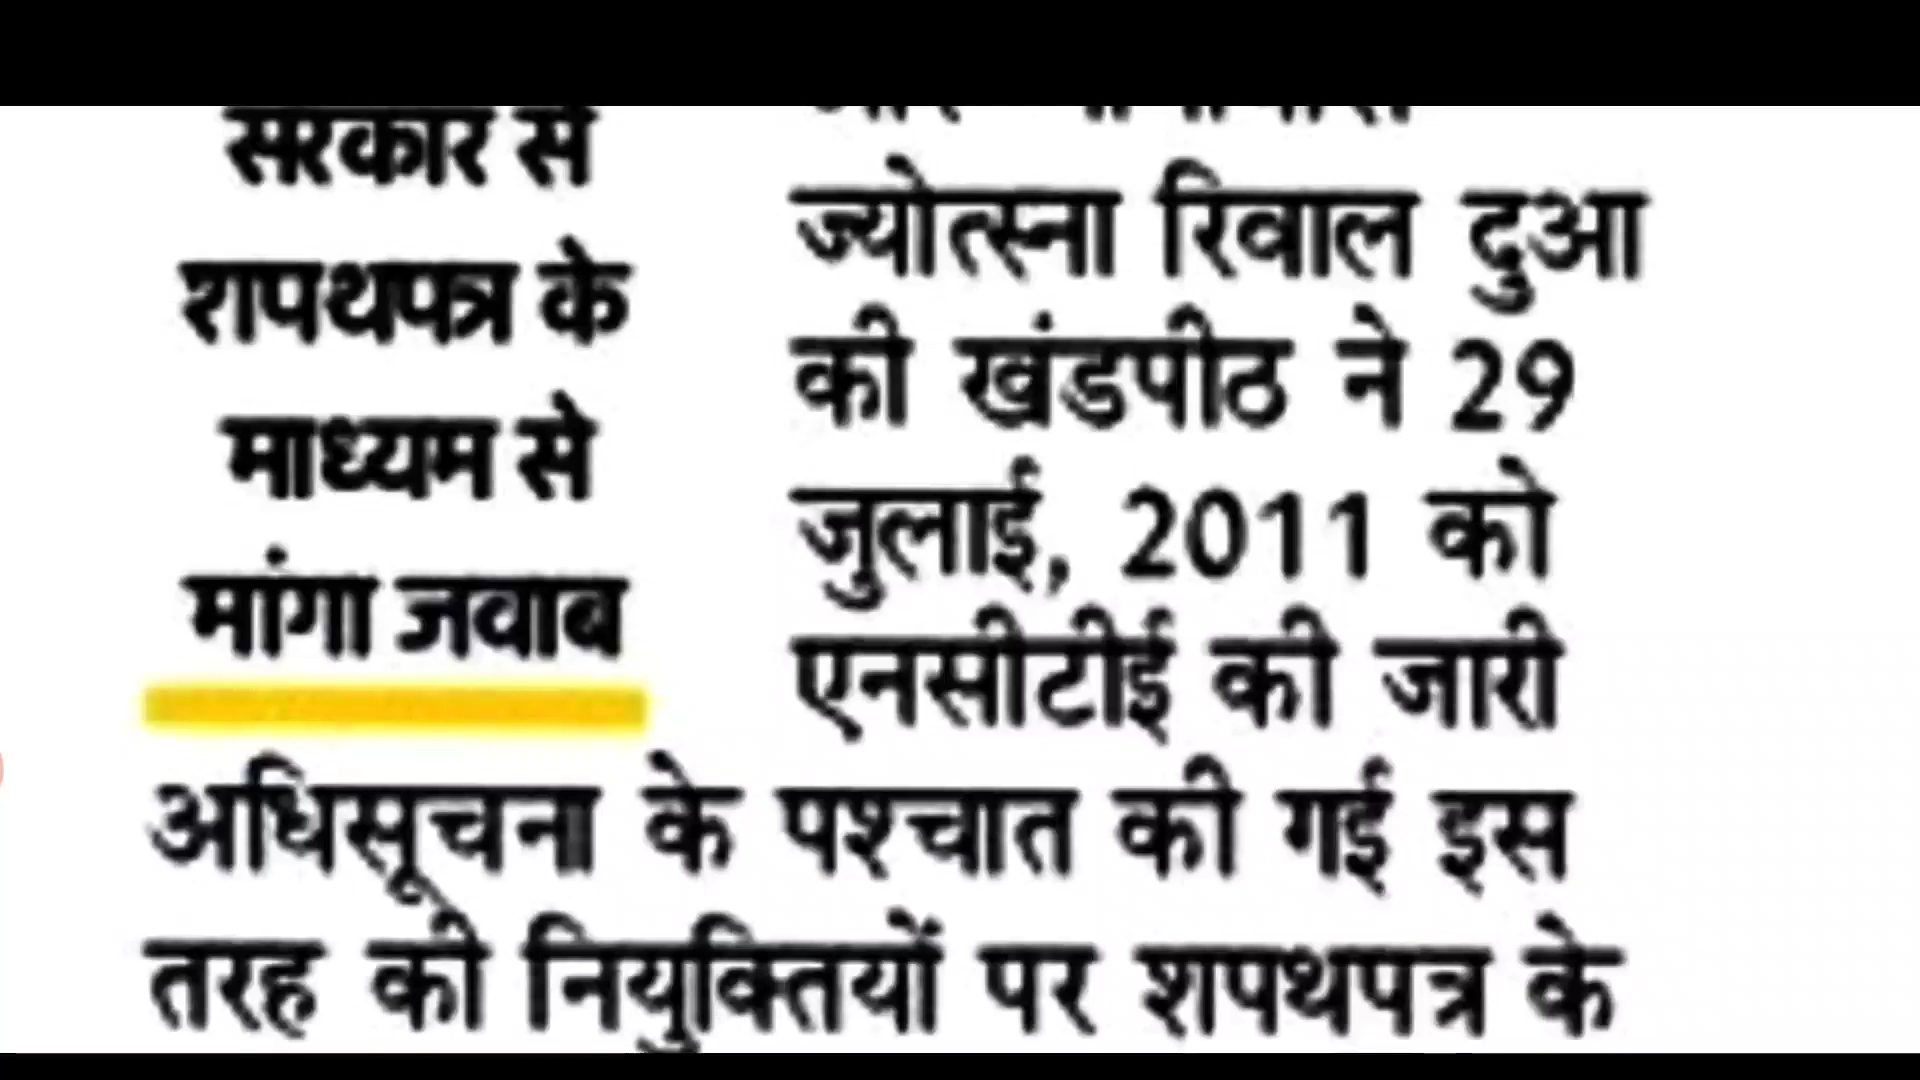 सरकार से
शपथपत्र के
माध्यम से
मांगा जवाब
ज्योत्स्ना रिवाल दुआ
की खंडपीठ ने 29
जुलाई, 2011 को
एनसीटीई की जारी
अधिसूचना के पश्चात की गई इस
तरह की नियुक्तियों पर शपथपत्र के